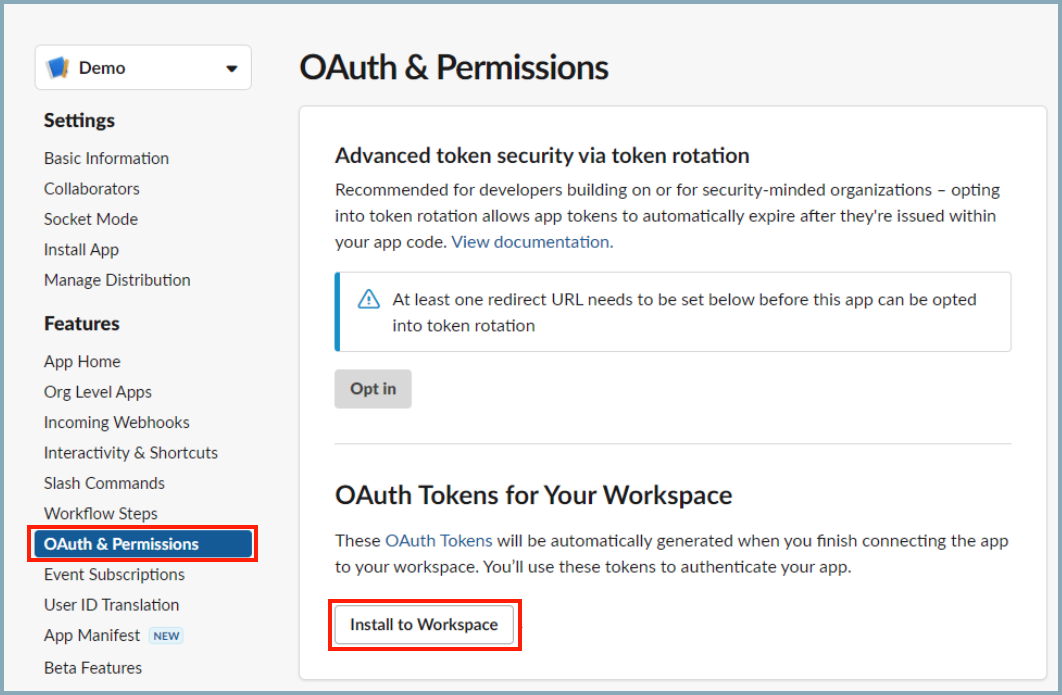 Demo
Settings
Basic Information
Collaborators
Socket Mode
Install App
Manage Distribution
Features
App Home
Org Level Apps
Incoming Webhooks
Interactivity & Shortcuts
Slash Commands
Workflow Steps
OAuth & Permissions
Event Subscriptions
User ID Translation
App Manifest NEW
Beta Features
OAuth & Permissions
Advanced token security via token rotation
Recommended for developers building on or for security-minded organizations – opting
into token rotation allows app tokens to automatically expire after they're issued within
your app code. View documentation.
At least one redirect URL needs to be set below before this app can be opted
into token rotation
Opt in
OAuth Tokens for Your Workspace
These OAuth Tokens will be automatically generated when you finish connecting the app
to your workspace. You’ll use these tokens to authenticate your app.
Install to Workspace